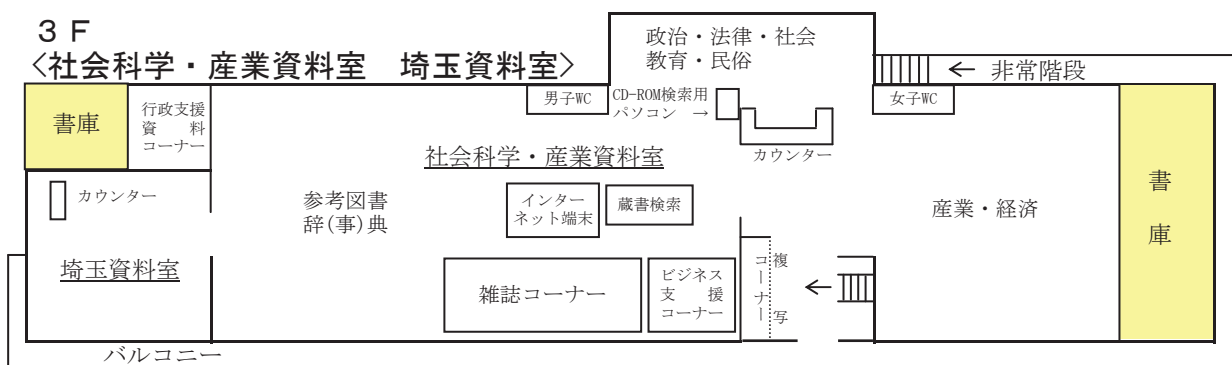 3F
<社会科学・産業資料室　埼玉資料室>
政治・法律・社会
教育・民俗
← 非常階段
書庫
行政支援
資　料
コーナー
男子WC
CD-ROM検索用
パソコン →
女子WC
カウンター
社会科学・産業資料室
カウンター
参考図書
辞(事)典
インター
ネット端末
蔵書検索
産業・経済
書
庫
埼玉資料室
雑誌コーナー
ビジネス
支　援
コーナー
複写
コーナー
←
バルコニー